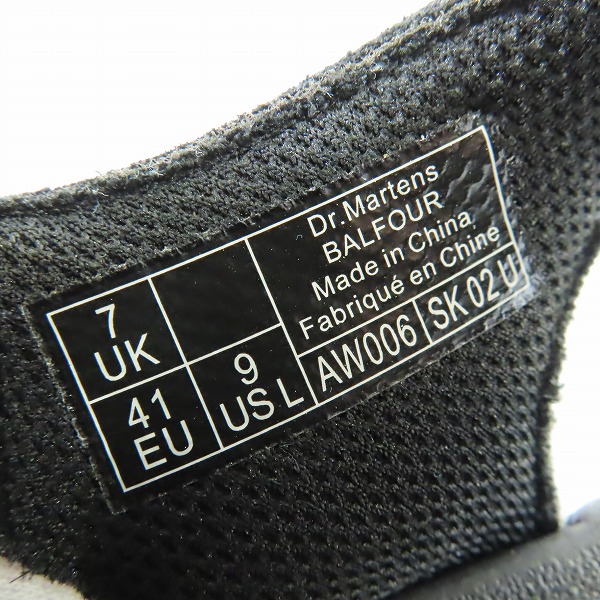 7
UK
41
EU
9
US L
Dr.Martens
BALFOUR
Made in China
Fabriqué en Chine
AW006
SK 02 U